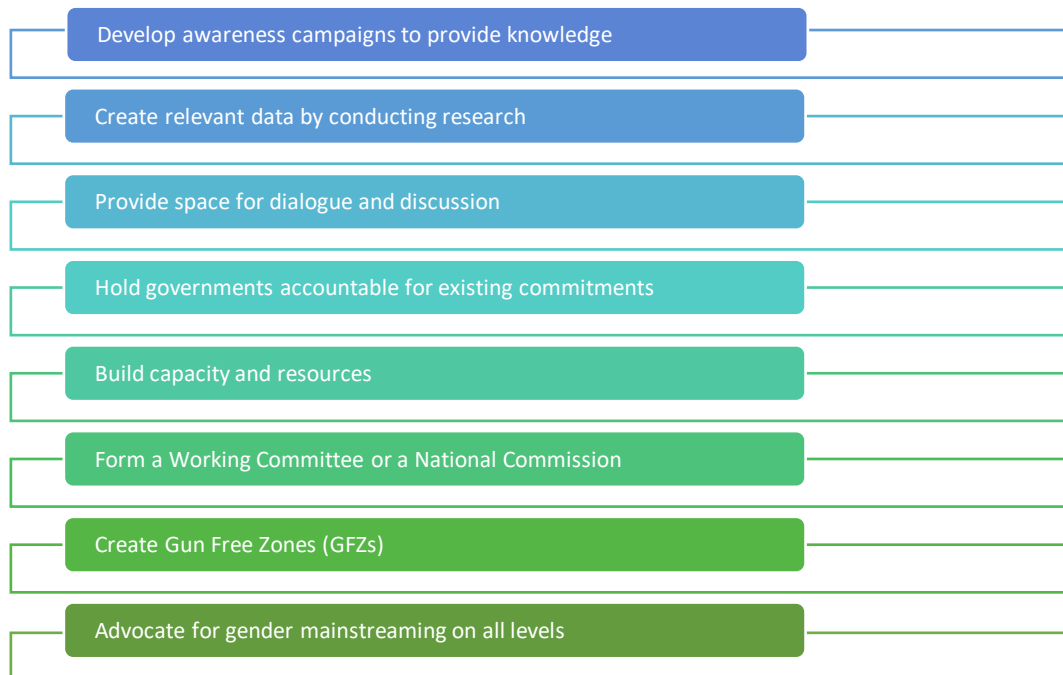 Develop awareness campaigns to provide knowledge
Create relevant data by conducting research
Provide space for dialogue and discussion
Hold governments accountable for existing commitments
Build capacity and resources
Form a Working Committee or a National Commission
Create Gun Free Zones (GFZs)
Advocate for gender mainstreaming on all levels